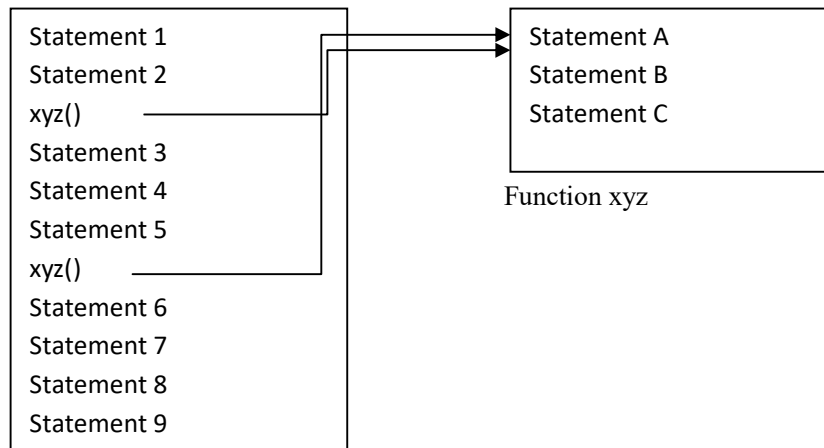 Statement 1
Statement 2
xyz()
Statement 3
Statement 4
Statement 5
xyz()
Statement 6
Statement 7
Statement 8
Statement 9
Statement A
Statement B
Statement C
Function xyz